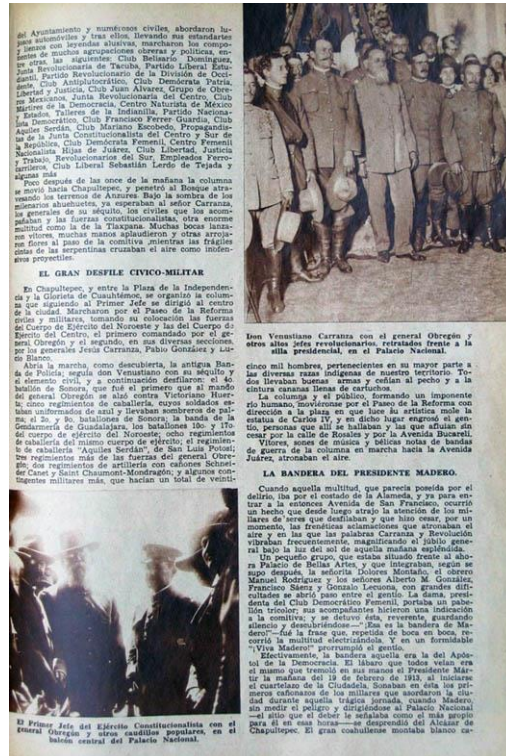 del Ayuntamiento y numerosos civiles, abordaron lu-
josos automóviles y tras ellos, llevando sus estandartes
y lienzos con leyendas alusivas, marcharon los compo-
nentes de muchas agrupaciones obreras y políticas, en-
tre otras, las siguientes: Club Belisario Domínguez,
Junta Revolucionaria de Tacuba, Partido Liberal Estu-
diantil, Partido Revolucionario de la División de Occi-
dente, Club Antiplutocrático, Club Demócrata Patria,
Libertad y Justicia, Club Juan Alvarez, Grupo de Obre-
ros Mexicanos, Junta Revolucionaria del Centro, Club
Mártires de la Democracia, Centro Naturista de México
y Estados, Talleres de la Indianilla, Partido Naciona-
lista Democrático, Club Francisco Ferrer Guardia, Club
Aquiles Serdán, Club Mariano Escobedo, Propagandis-
tas de la Junta Constitucionalista del Centro y Sur de
la República, Club Demócrata Femenil, Centro Femenil
Nacionalista Hijas de Juárez, Club Libertad, Justicia
y Trabajo, Revolucionarios del Sur, Empleados Ferro-
carrileros, Club Liberal Sebastián Lerdo de Tejada y
algunas más
Poco después de las once de la mañana la columna
se movió hacia Chapultepec, y penetró al Bosque atra-
vesando los terrenos de Anzures. Bajo la sombra de los
milenarios ahuehuetes, ya esperaban al señor Carranza,
los generales de su séquito, los civiles que los acom-
pañaban y las fuerzas constitucionalistas, otra enorme
multitud como la de la Tlaxpana. Muchas bocas lanza-
ron vítores, muchas manos aplaudieron y otras arroja-
ron flores al paso de la comitiva ,mientras las frágiles
cintas de las serpentinas cruzaban el aire como inofen-
sivos proyectiles.
EL GRAN DESFILE CIVICO-MILITAR
En Chapultepec, y entre la Plaza de la Independen-
cia y la Glorieta de Cuauhtémoc, se organizó la colum-
na que siguiendo al Primer Jefe se dirigió al centro
de la ciudad. Marcharon por el Paseo de la Reforma
civiles y militares, tomando su colocación las fuerzas
del Cuerpo de Ejército del Noroeste y las del Cuerpo de
Ejército del Centro, el primero comandado por el ge-
neral Obregón y el segundo, en sus diversas secciones,
por los generales Jesús Carranza, Pablo González y Lu-
cio Blanco.
Abría la marcha, como descubierta, la antigua Ban-
da de Policía; seguía don Venustiano con su séquito y
el elemento civil, y a continuación desfilaron: el 4o.
batallón de Sonora, que fué el primero que al mando
del general Obregón se alzó contra Victoriano Huer-
ta; cinco regimientos de caballería, cuyos soldados es-
taban uniformados de azul y llevaban sombreros de pal-
ma; el 2o. y 8o. batallones de Sonora; la banda de la
Gendarmería de Guadalajara, los batallones 10o. y 17o.
del cuerpo de ejército del Noroeste; ocho regimientos
de caballería del mismo cuerpo de ejército; el regimien-
to de caballería "Aquiles Serdán", de San Luis Potosí;
tres regimientos más de las fuerzas del general Obre-
gón; dos regimientos de artillería con cañones Schnei-
der Canet y Saint Chaumont-Mondragón; y algunos con-
tingentes militares más, que hacían un total de veinti-
El Primer Jefe del Ejército Constitucionalista con el
general Obregón y otros caudillos populares, en el
balcón central del Palacio Nacional.
Don Venustiano Carranza con el general Obregón y
otros altos jefes revolucionarios, retratados frente a la
silla presidencial, en el Palacio Nacional.
cinco mil hombres, pertenecientes en su mayor parte a
las diversas razas indígenas de nuestro territorio. To-
dos llevaban buenas armas y ceñían al pecho y a la
cintura cananas llenas de cartuchos.
La columna y el público, formando un imponente
río humano, moviéronse por el Paseo de la Reforma con
dirección a la plaza en que luce su artística mole la
estatua de Carlos IV, y en dicho lugar engrosó el gen-
tío, personas que allí se hallaban y las que afluían sin
cesar por la calle de Rosales y por la Avenida Bucareli.
Vítores, sones de música y bélicas notas de bandas
de guerra de la columna en marcha hacia la Avenida
Juárez, atronaban el aire.
LA BANDERA DEL PRESIDENTE MADERO.
Cuando aquella multitud, que parecía poseída por el
delirio, iba por el costado de la Alameda, y ya para en-
trar a la entonces Avenida de San Francisco, ocurrió
un hecho que desde luego atrajo la atención de los mi-
llares de seres que desfilaban y que hizo cesar, por un
momento, las frenéticas aclamaciones que atronaban el
aire y en las que las palabras Carranza y Revolución
vibraban frecuentemente, magnificando el júbilo gene-
ral bajo la luz del sol de aquella mañana espléndida.
Un pequeño grupo, que estaba situado frente al aho-
ra Palacio de Bellas Artes, y que integraban, según se
supo después, la señorita Dolores Montaño, el obrero
Manuel Rodríguez y los señores Alberto M. González,
Francisco Sáenz y Gonzalo Lecuona, con grandes difi-
cultades se abrió paso entre el gentío. La dama, presi-
denta del Club Democrático Femenil, portaba un pabe-
llón tricolor; sus acompañantes hicieron una indicación
a la comitiva; y se detuvo ésta, reverente, guardando
silencio y descubriéndose—"¡Esa es la bandera de Ma-
dero!"—fué la frase que, repetida de boca en boca, re-
corrió la multitud electrizándola. Y en un formidable
"¡Viva Madero!" prorrumpió el gentío.
Efectivamente, la bandera aquella era la del Após-
tol de la Democracia. El lábaro que todos veían era
el mismo que tremoló en sus manos el Presidente Már-
tir la mañana del 19 de febrero de 1913, al iniciarse
el cuartelazo de la Ciudadela. Sonaban en ésta los pri-
meros cañonazos de los millares que asordaron la ciu-
dad durante aquella trágica jornada, cuando Madero,
sin medir el peligro y dirigiéndose al Palacio Nacional
—el sitio que el deber le señalaba como el más propio
para él en esas horas— se desprendió del Alcázar de
Chapultepec. El gran coahuilense montaba blanco ca-